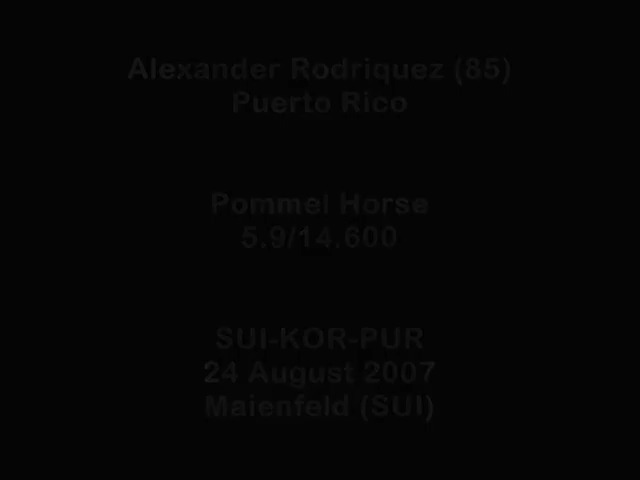 Alexander Rodriquez (85)
Puerto Rico
Pommel Horse
5.9/14.600
SUI-KOR-PUR
24 August 2007
Maienfeld (SUI)